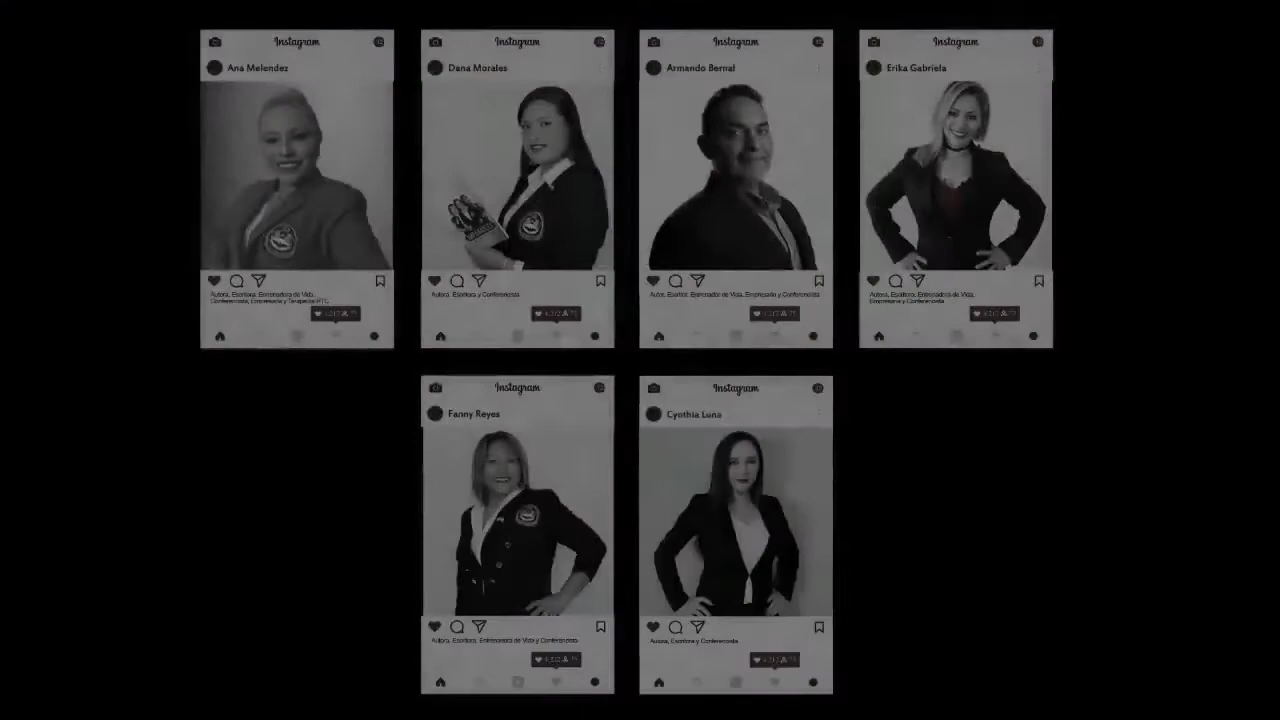 Instagram
Ana Melendez
Autora, Escritora, Entrenadora de Vida,
Conferencista, Empresaria y Terapeuta PTC.
Instagram
Dana Morales
Autora, Escritora y Conferencista
Instagram
Armando Bernal
Autor, Escritor, Entrenador de Vida, Empresario y Conferencista
Instagram
Erika Gabriela
Autora, Escritora, Entrenadora de Vida,
Empresaria y Conferencista
Instagram
Fanny Reyes
Autora, Escritora, Entrenadora de Vida y Conferencista
Instagram
Cynthia Luna
Autora, Escritora y Conferencista